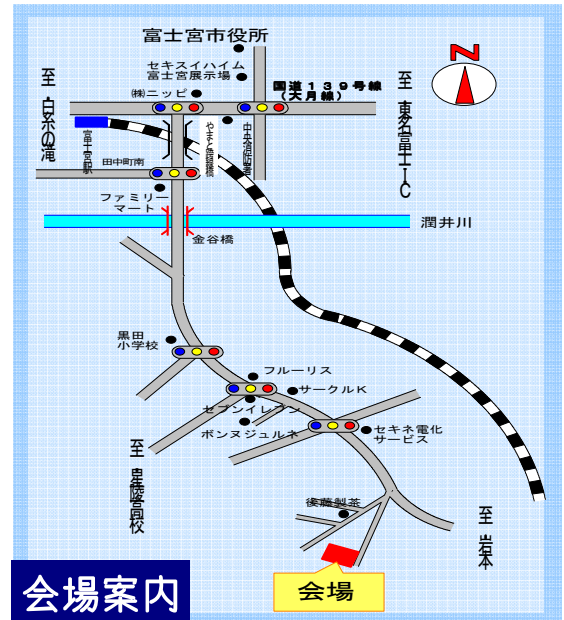 富士宮市役所
セキスイハイム
富士宮展示場
㈱ニッピ
国道139号線
(大月線)
N
至 白糸の滝
至 東名富士IC
富士宮駅
中央消防署
田中町南
ファミリー
マート
潤井川
金谷橋
黒田
小学校
フルーリス
サークルK
セブンイレブン
ボンヌジュルネ
セキネ電化
サービス
至 星陵高校
後藤製茶
至 岩本
会場
会場案内